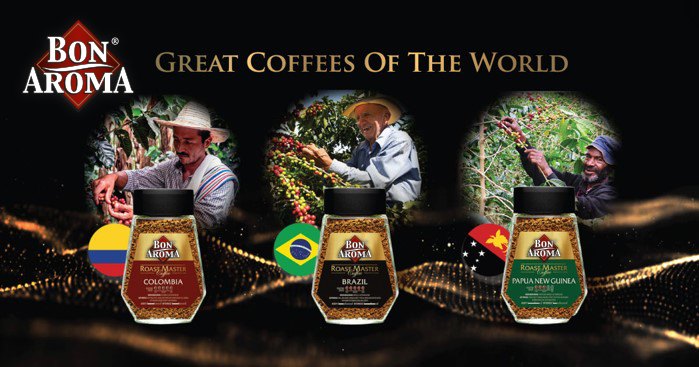 BON®
AROMA
GREAT COFFEES OF THE WORLD
BON
AROMA
ROAST MASTER
COLOMBIA
BON
AROMA
ROAST MASTER
BRAZIL
BON
AROMA
ROAST MASTER
PAPUA NEW GUINEA